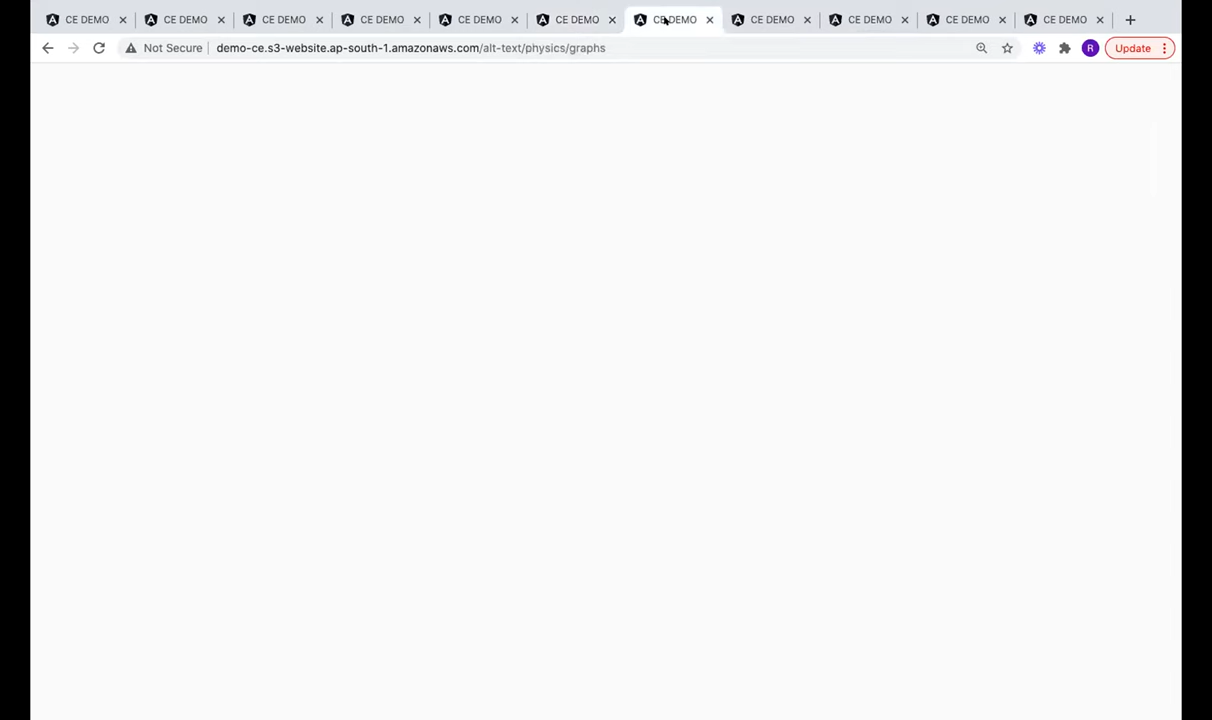 CE DEMO CE DEMO CE DEMO CE DEMO CE DEMO CE DEMO CE DEMO CE DEMO CE DEMO CE DEMO CE DEMO
Not Secure demo-ce.s3-website.ap-south-1.amazonaws.com/alt-text/physics/graphs R Update